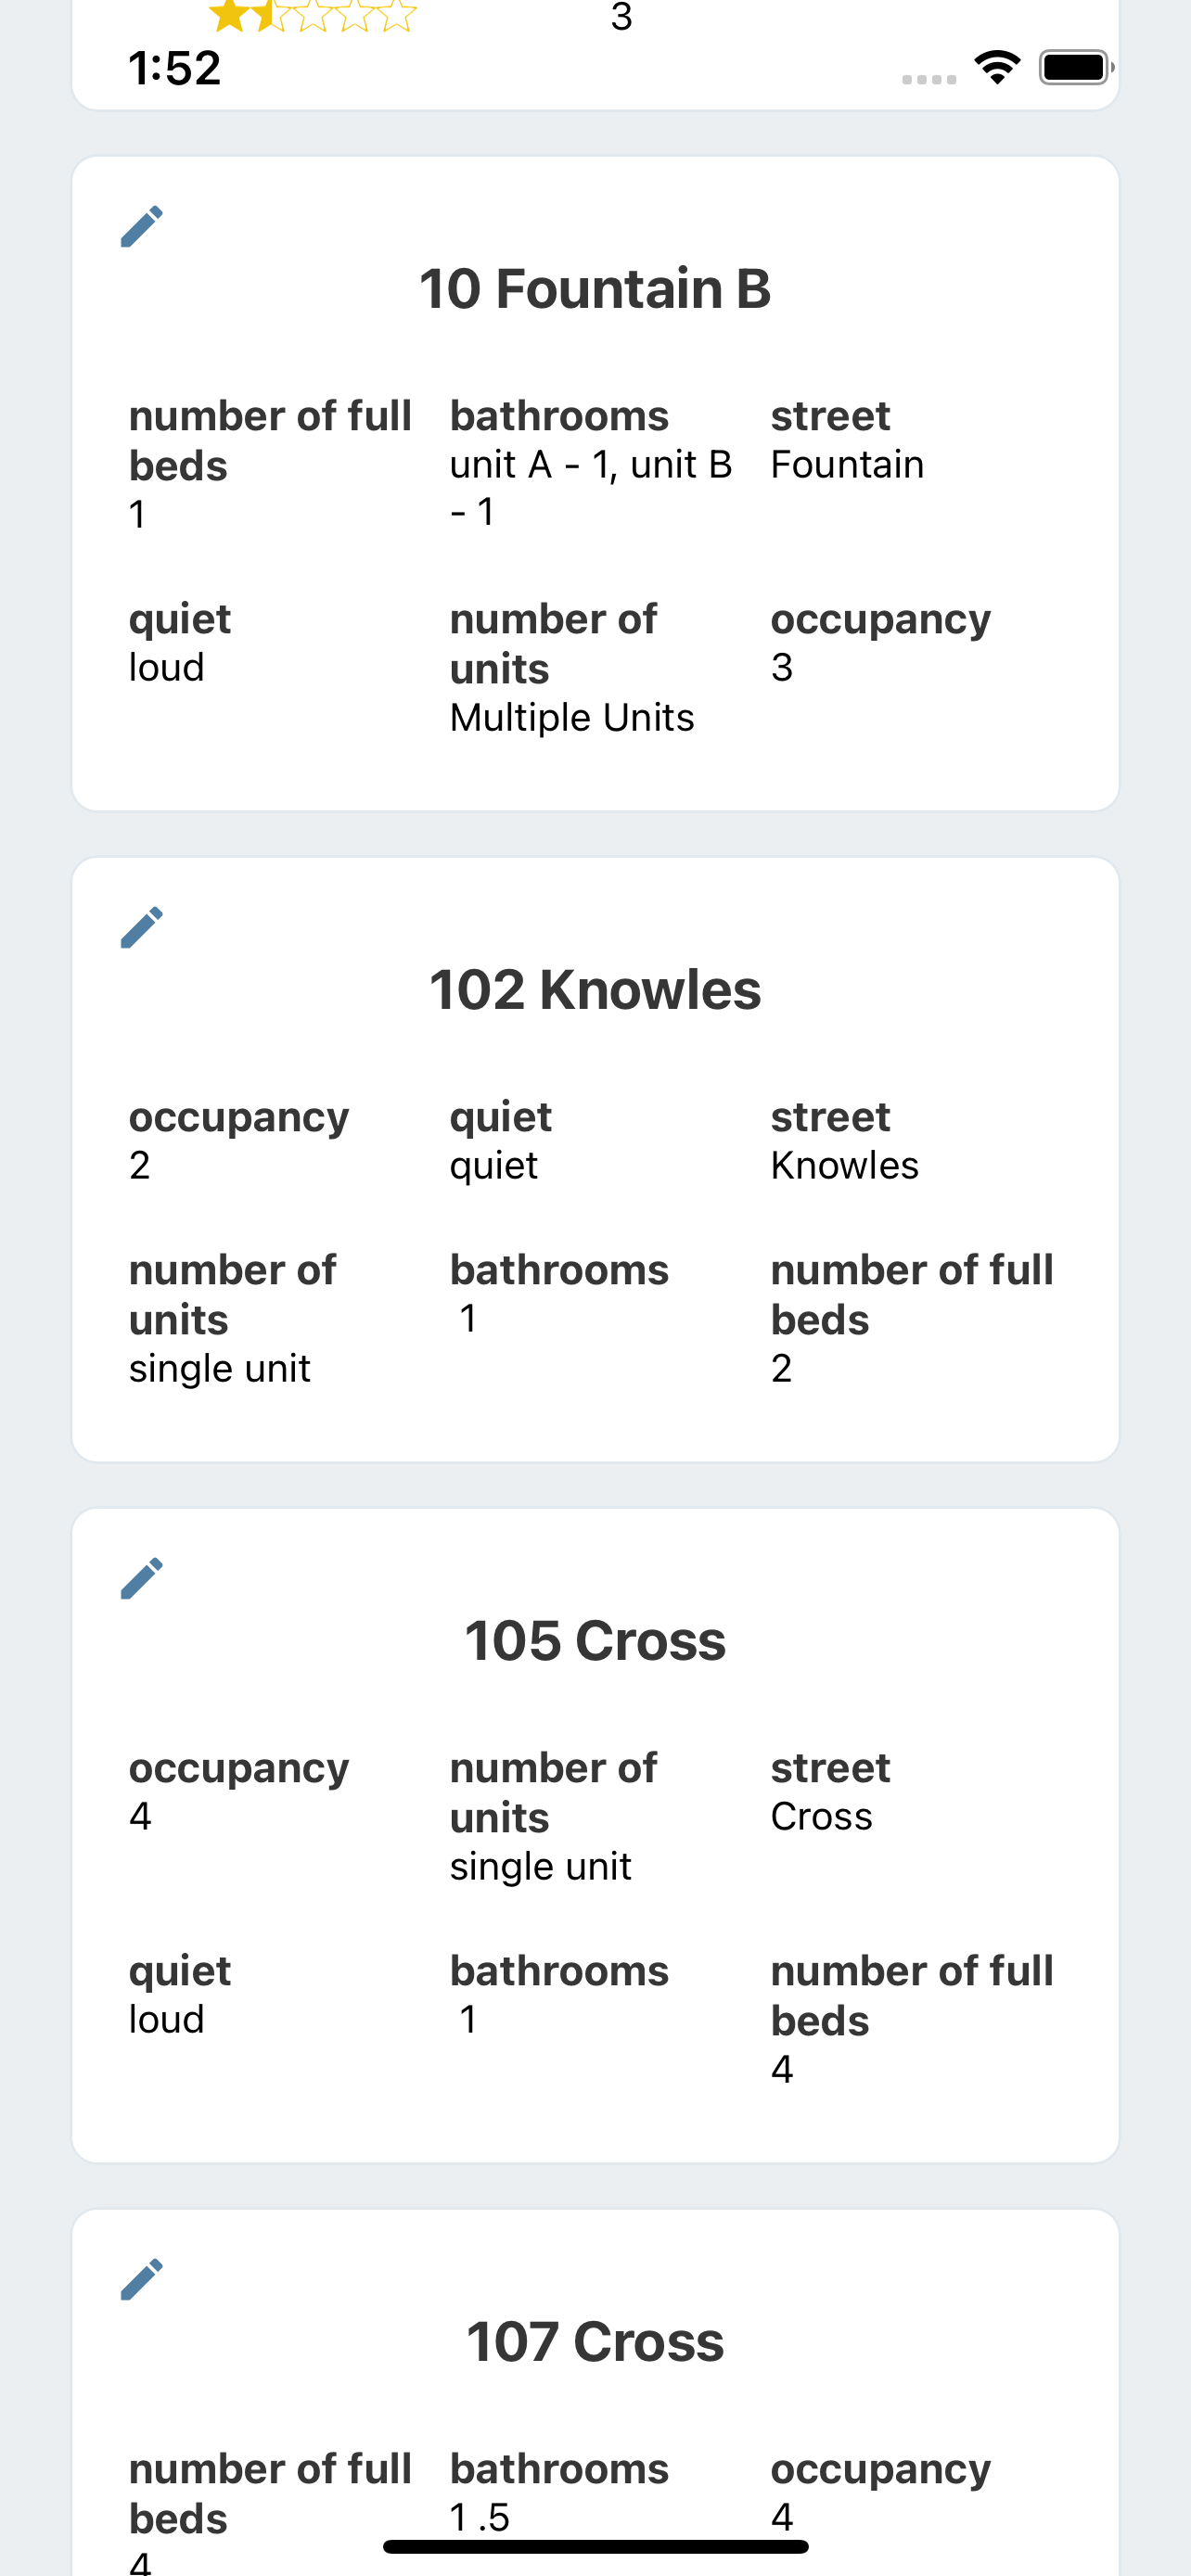 3
1:52
10 Fountain B
number of full bathrooms street
beds unit A - 1, unit B Fountain
1 - 1
quiet number of occupancy
loud units 3
Multiple Units
102 Knowles
occupancy quiet street
2 quiet Knowles
number of bathrooms number of full
units 1 beds
single unit 2
105 Cross
occupancy number of street
4 units Cross
single unit
quiet bathrooms number of full
loud 1 beds
4
107 Cross
number of full bathrooms occupancy
beds 1 .5 4
4